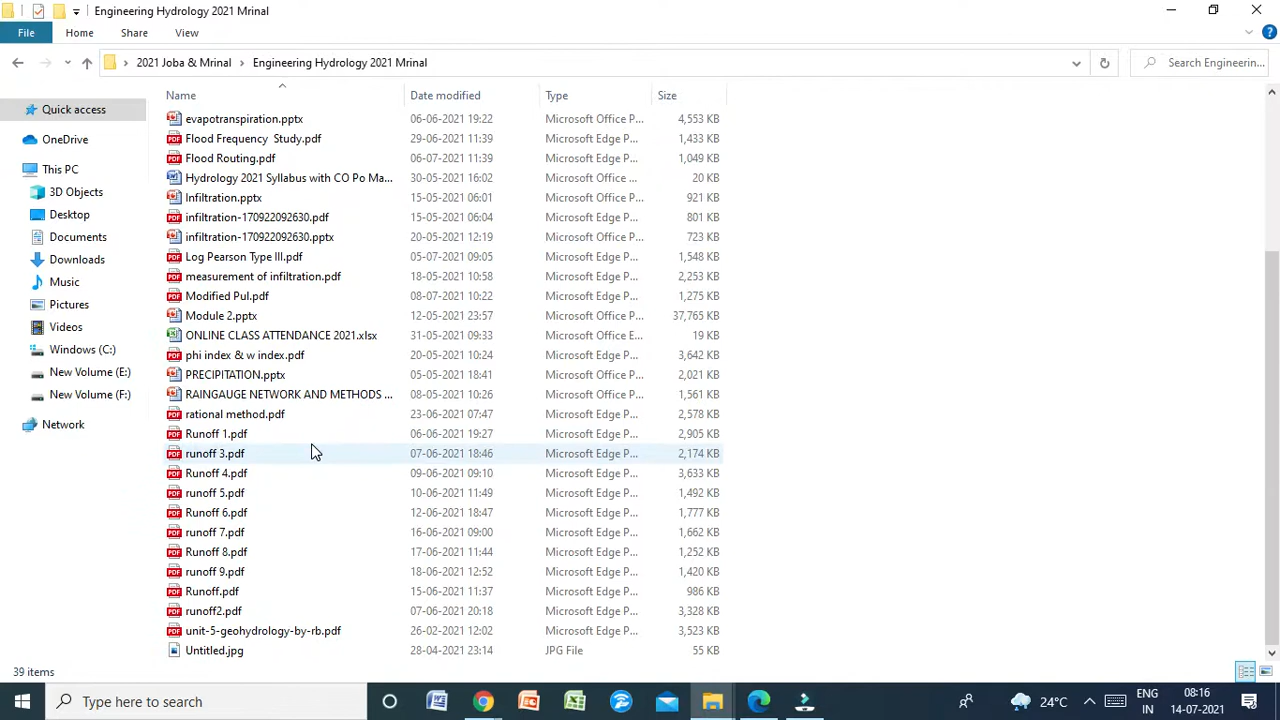 Engineering Hydrology 2021 Mrinal
File Home Share View
2021 Joba & Mrinal > Engineering Hydrology 2021 Mrinal
Search Engineerin...
Name Date modified Type Size
Quick access
OneDrive
This PC
3D Objects
Desktop
Documents
Downloads
Music
Pictures
Videos
Windows (C:)
New Volume (E:)
New Volume (F:)
Network
evapotranspiration.pptx 06-06-2021 19:22 Microsoft Office P... 4,553 KB
Flood Frequency Study.pdf 29-06-2021 11:39 Microsoft Edge P... 1,433 KB
Flood Routing.pdf 06-07-2021 11:39 Microsoft Edge P... 1,049 KB
Hydrology 2021 Syllabus with CO Po Ma... 30-05-2021 16:02 Microsoft Office ... 20 KB
Infiltration.pptx 15-05-2021 06:01 Microsoft Office P... 921 KB
infiltration-170922092630.pdf 15-05-2021 06:04 Microsoft Edge P... 801 KB
infiltration-170922092630.pptx 20-05-2021 12:19 Microsoft Office P... 723 KB
Log Pearson Type III.pdf 05-07-2021 09:05 Microsoft Edge P... 1,548 KB
measurement of infiltration.pdf 18-05-2021 10:58 Microsoft Edge P... 2,253 KB
Modified Pul.pdf 08-07-2021 10:22 Microsoft Edge P... 1,275 KB
Module 2.pptx 12-05-2021 23:57 Microsoft Office P... 37,765 KB
ONLINE CLASS ATTENDANCE 2021.xlsx 31-05-2021 09:33 Microsoft Office E... 19 KB
phi index & w index.pdf 20-05-2021 10:24 Microsoft Edge P... 3,642 KB
PRECIPITATION.pptx 05-05-2021 18:41 Microsoft Office P... 2,021 KB
RAINGAUGE NETWORK AND METHODS ... 08-05-2021 10:26 Microsoft Office P... 1,561 KB
rational method.pdf 23-06-2021 07:47 Microsoft Edge P... 2,578 KB
Runoff 1.pdf 06-06-2021 19:27 Microsoft Edge P... 2,905 KB
runoff 3.pdf 07-06-2021 18:46 Microsoft Edge P... 2,174 KB
Runoff 4.pdf 09-06-2021 09:10 Microsoft Edge P... 3,633 KB
runoff 5.pdf 10-06-2021 11:49 Microsoft Edge P... 1,492 KB
Runoff 6.pdf 12-06-2021 18:47 Microsoft Edge P... 1,777 KB
runoff 7.pdf 16-06-2021 09:00 Microsoft Edge P... 1,662 KB
Runoff 8.pdf 17-06-2021 11:44 Microsoft Edge P... 1,252 KB
runoff 9.pdf 18-06-2021 12:52 Microsoft Edge P... 1,420 KB
Runoff.pdf 15-06-2021 11:37 Microsoft Edge P... 986 KB
runoff2.pdf 07-06-2021 20:18 Microsoft Edge P... 3,328 KB
unit-5-geohydrology-by-rb.pdf 26-02-2021 12:02 Microsoft Edge P... 3,523 KB
Untitled.jpg 28-04-2021 23:14 JPG File 55 KB
39 items
Type here to search
24°C
ENG
IN
08:16
14-07-2021